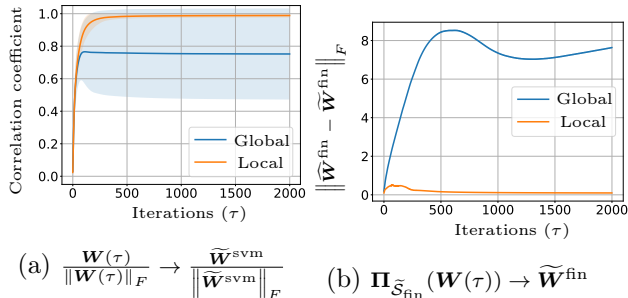 Correlation coefficient
1.0
0.8
0.6
0.4
0.2
0.0
Global
Local
0 500 1000 1500 2000
Iterations (τ)
(a) W(τ) / ‖W(τ)‖_F → W̃^svm / ‖W̃^svm‖_F
‖Ŵ^fin − W̃^fin‖_F
8
6
4
2
0
Global
Local
0 500 1000 1500 2000
Iterations (τ)
(b) Π_S̃fin (W(τ)) → W̃^fin